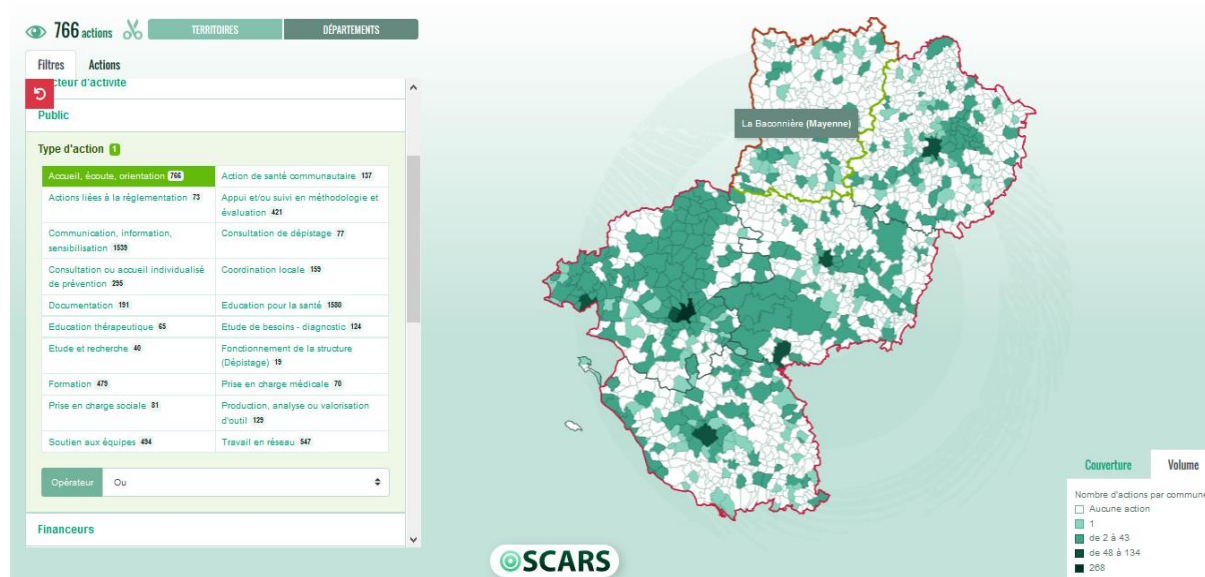 766 actions
TERRITOIRES
DÉPARTEMENTS
Filtres
Actions
cteur d'activité
Public
Type d'action 1
Accueil, écoute, orientation 766
Action de santé communautaire 137
Actions liées à la réglementation 73
Appui et/ou suivi en méthodologie et
évaluation 421
Communication, information,
sensibilisation 1539
Consultation de dépistage 77
Consultation ou accueil individualisé
de prévention 295
Coordination locale 159
Documentation 191
Education pour la santé 1580
Education thérapeutique 65
Etude de besoins - diagnostic 124
Etude et recherche 40
Fonctionnement de la structure
(Dépistage) 19
Formation 479
Prise en charge médicale 70
Prise en charge sociale 81
Production, analyse ou valorisation
d'outil 129
Soutien aux équipes 494
Travail en réseau 547
Opérateur
Ou
Financeurs
La Baconnière (Mayenne)
OSCARS
Couverture
Volume
Nombre d'actions par commune
Aucune action
1
de 2 à 43
de 48 à 134
268